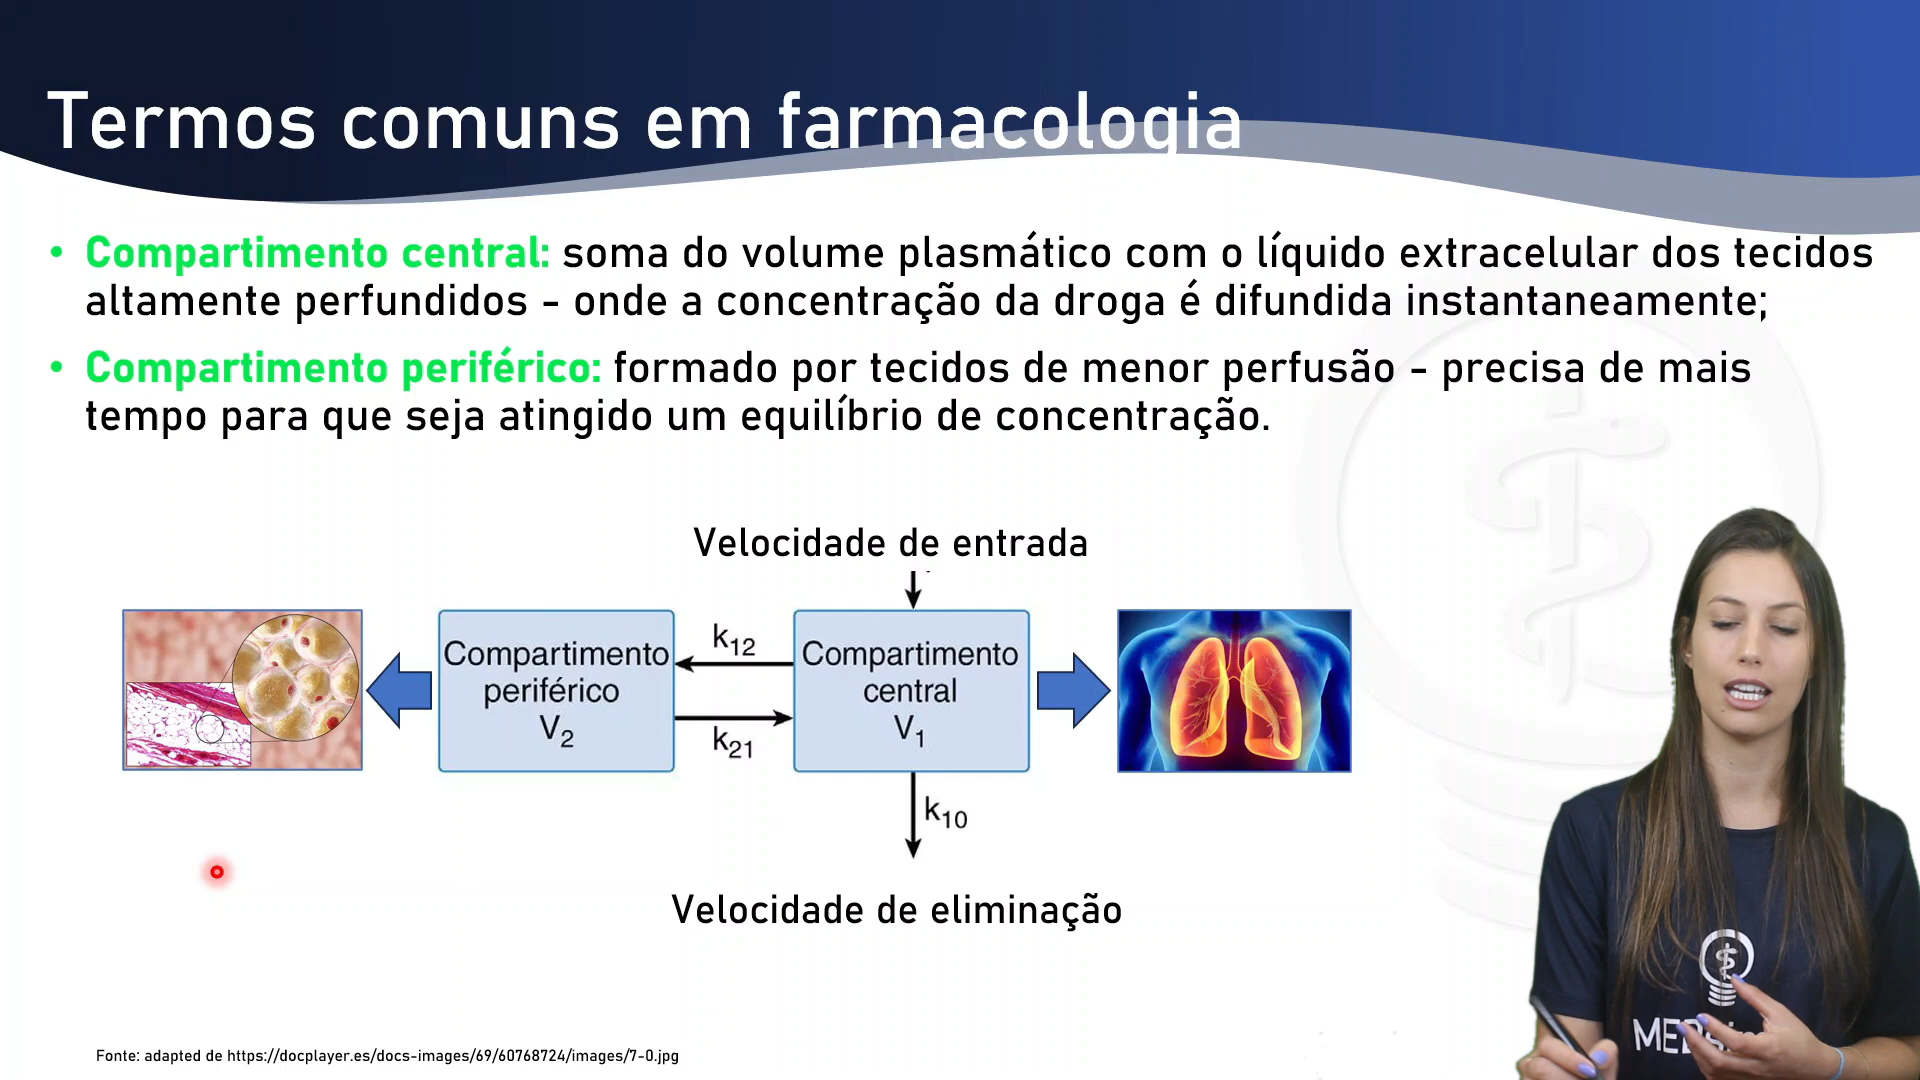 Termos comuns em farmacologia
• Compartimento central: soma do volume plasmático com o líquido extracelular dos tecidos
altamente perfundidos - onde a concentração da droga é difundida instantaneamente;
• Compartimento periférico: formado por tecidos de menor perfusão - precisa de mais
tempo para que seja atingido um equilíbrio de concentração.
Velocidade de entrada
Compartimento
periférico
V2
k12
k21
Compartimento
central
V1
k10
Velocidade de eliminação
Fonte: adapted de https://docplayer.es/docs-images/69/60768724/images/7-0.jpg